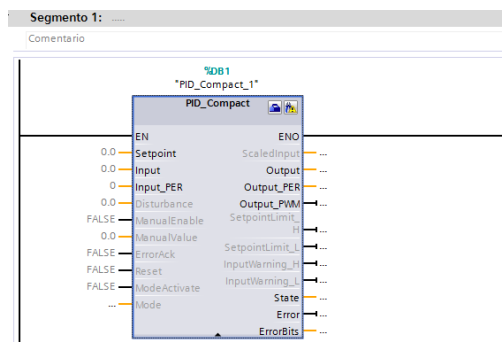 Segmento 1: .....
Comentario
%DB1
"PID_Compact_1"
PID_Compact
EN ENO
0.0 Setpoint ScaledInput ...
0.0 Input Output ...
0 Input_PER Output_PER ...
0.0 Disturbance Output_PWM ...
FALSE ManualEnable SetpointLimit_
H ...
0.0 ManualValue
SetpointLimit_L ...
FALSE ErrorAck
InputWarning_H ...
FALSE Reset
InputWarning_L ...
FALSE ModeActivate
State ...
... Mode
Error ...
ErrorBits ...